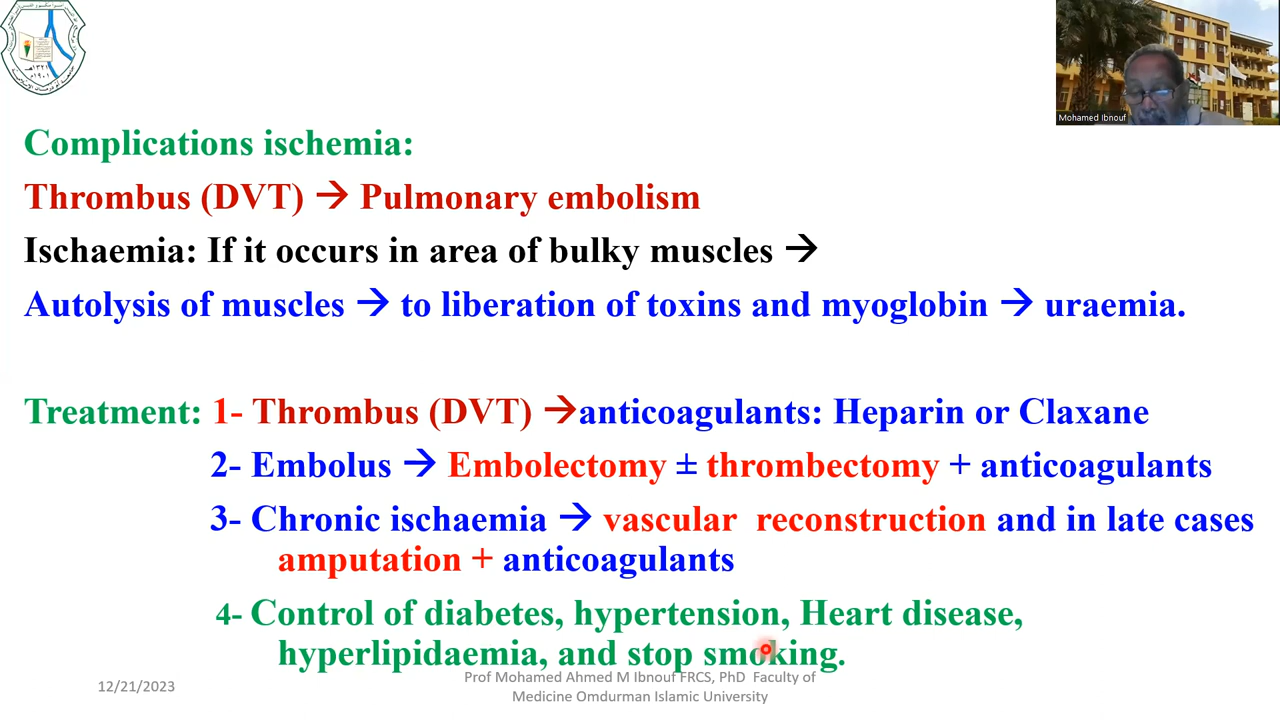 Mohamed Ibnouf
Complications ischemia:
Thrombus (DVT) → Pulmonary embolism
Ischaemia: If it occurs in area of bulky muscles →
Autolysis of muscles → to liberation of toxins and myoglobin → uraemia.
Treatment: 1- Thrombus (DVT) →anticoagulants: Heparin or Claxane
2- Embolus → Embolectomy ± thrombectomy + anticoagulants
3- Chronic ischaemia → vascular reconstruction and in late cases
amputation + anticoagulants
4- Control of diabetes, hypertension, Heart disease,
hyperlipidaemia, and stop smoking.
12/21/2023
Prof Mohamed Ahmed M Ibnouf FRCS, PhD Faculty of
Medicine Omdurman Islamic University